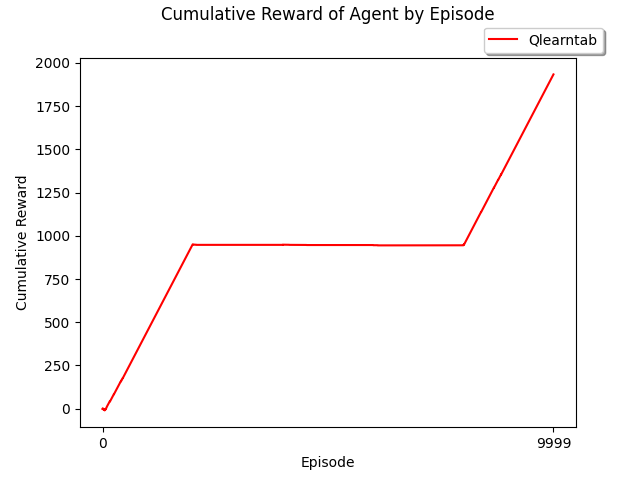 Cumulative Reward of Agent by Episode
Qlearntab
2000
1750
1500
1250
1000
750
500
250
0
Cumulative Reward
0 9999
Episode